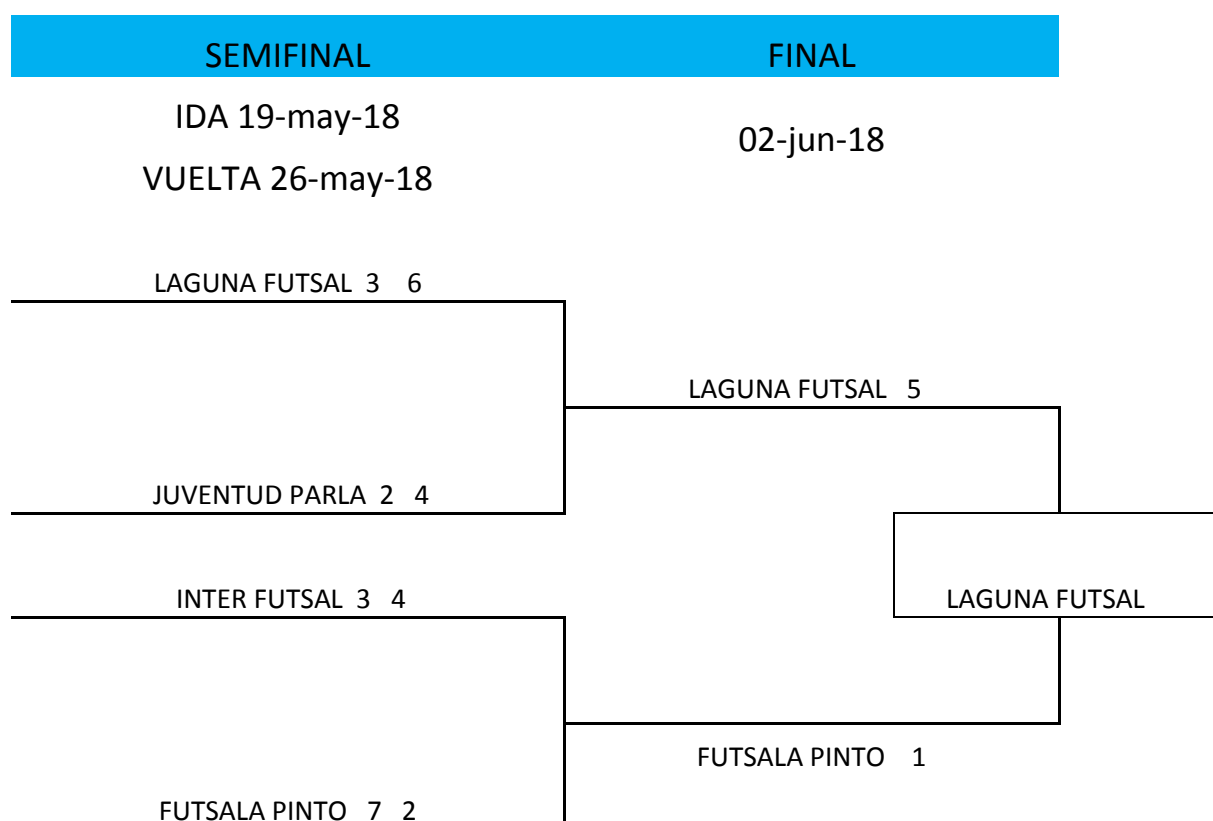 SEMIFINAL FINAL
IDA 19-may-18
02-jun-18
VUELTA 26-may-18
LAGUNA FUTSAL 3 6
LAGUNA FUTSAL 5
JUVENTUD PARLA 2 4
INTER FUTSAL 3 4
LAGUNA FUTSAL
FUTSALA PINTO 1
FUTSALA PINTO 7 2